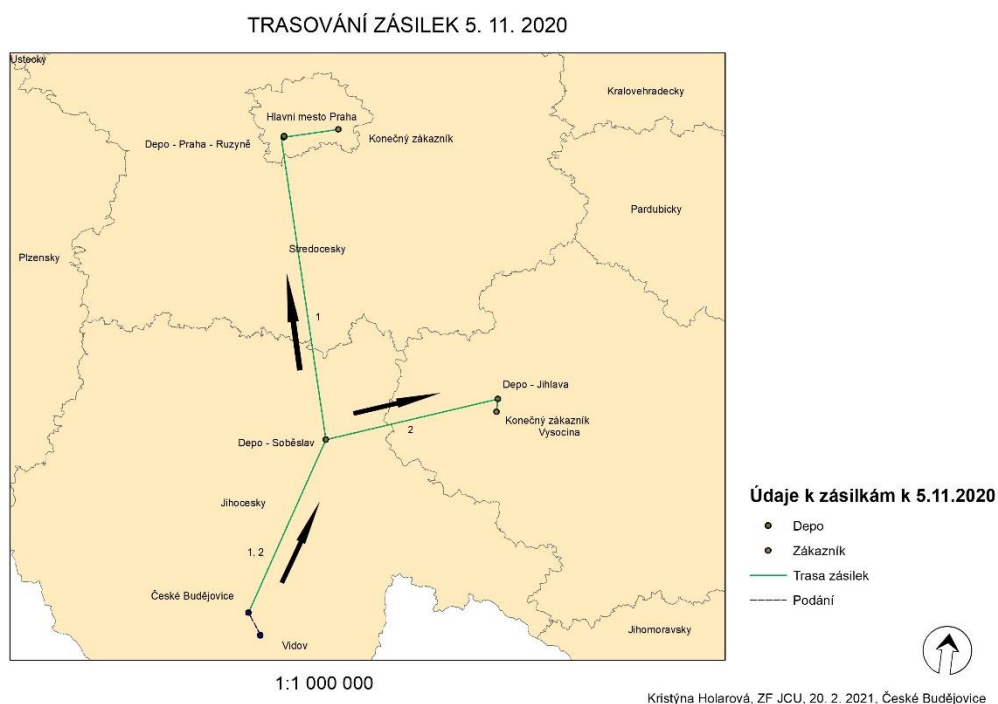 TRASOVÁNÍ ZÁSILEK 5. 11. 2020
Ustecky
Kralovehradecky
Hlavni mesto Praha
Depo - Praha - Ruzyně
Konečný zákazník
Pardubicky
Stredocesky
Plzensky
1
Depo - Jihlava
Konečný zákazník
Vysocina
2
Depo - Soběslav
Jihocesky
1, 2
České Budějovice
Vidov
Jihomoravsky
Údaje k zásilkám k 5.11.2020
Depo
Zákazník
Trasa zásilek
Podání
1:1 000 000
Kristýna Holarová, ZF JCU, 20. 2. 2021, České Budějovice